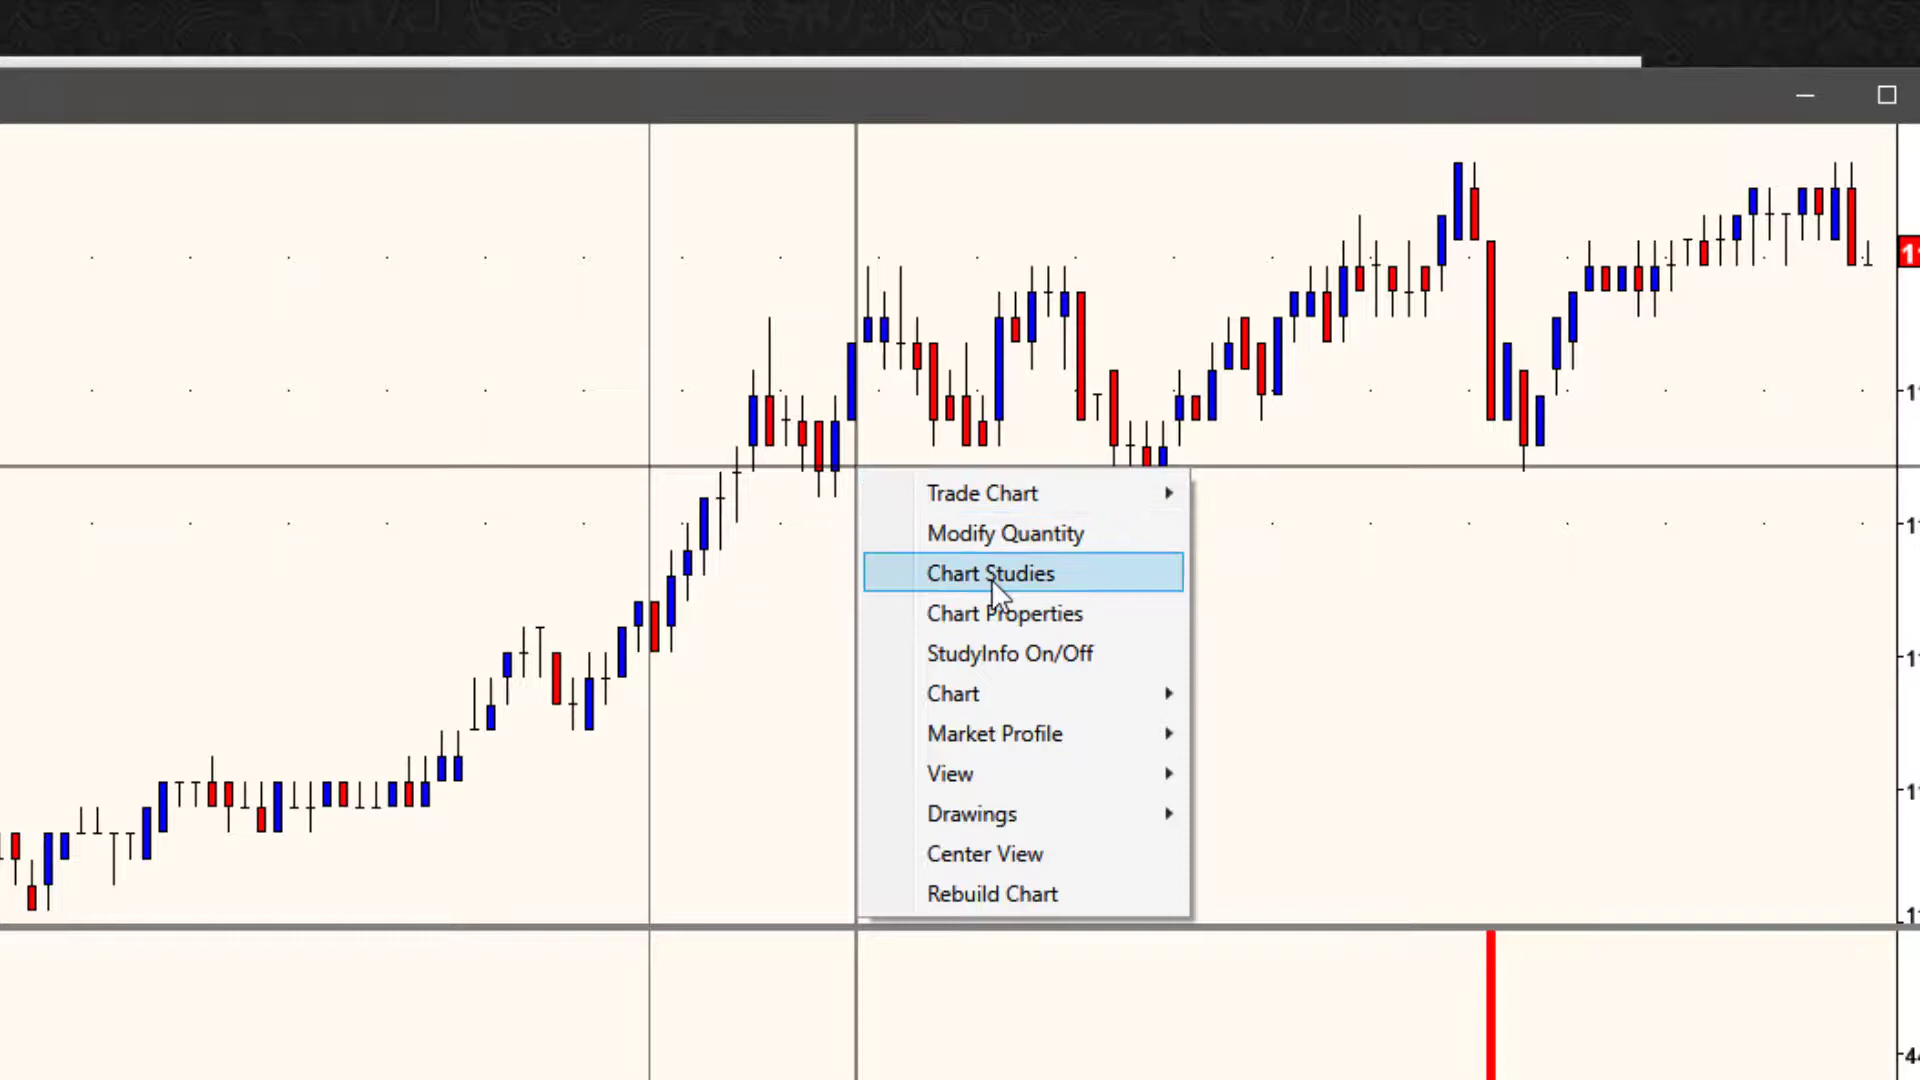 Trade Chart
Modify Quantity
Chart Studies
Chart Properties
StudyInfo On/Off
Chart
Market Profile
View
Drawings
Center View
Rebuild Chart